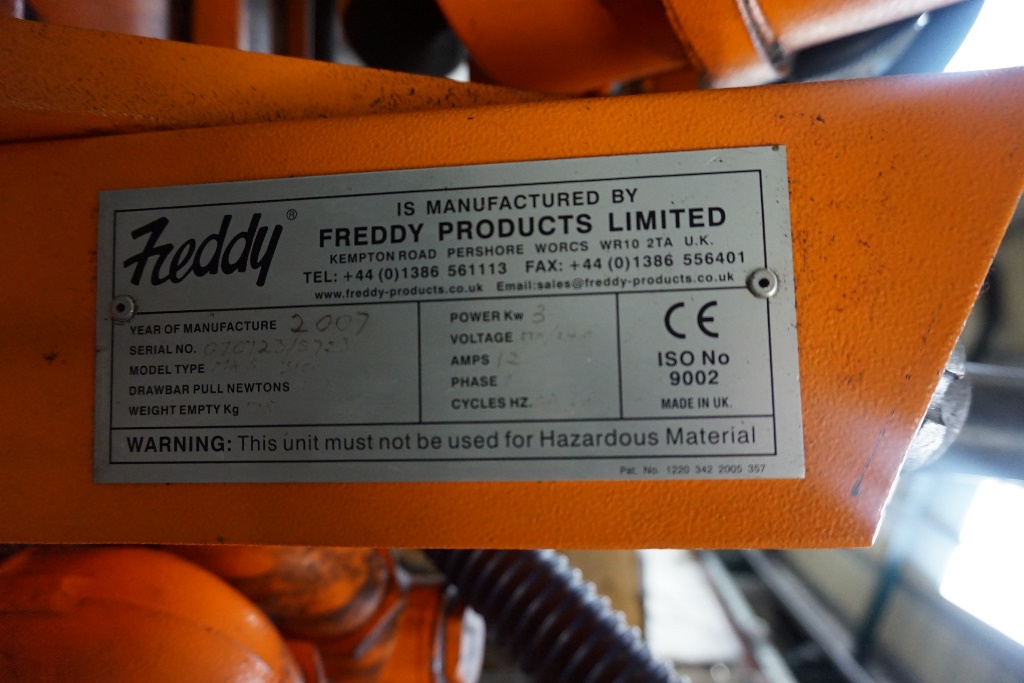 Freddy®
IS MANUFACTURED BY
FREDDY PRODUCTS LIMITED
KEMPTON ROAD PERSHORE WORCS WR10 2TA U.K.
TEL: +44 (0)1386 561113 FAX: +44 (0)1386 556401
www.freddy-products.co.uk Email:sales@freddy-products.co.uk
YEAR OF MANUFACTURE 2007
SERIAL NO.
MODEL TYPE
DRAWBAR PULL NEWTONS
WEIGHT EMPTY Kg
POWER Kw 3
VOLTAGE
AMPS 12
PHASE
CYCLES HZ.
CE
ISO No
9002
MADE IN UK.
WARNING: This unit must not be used for Hazardous Material
Pat. No. 1220 342 2005 357